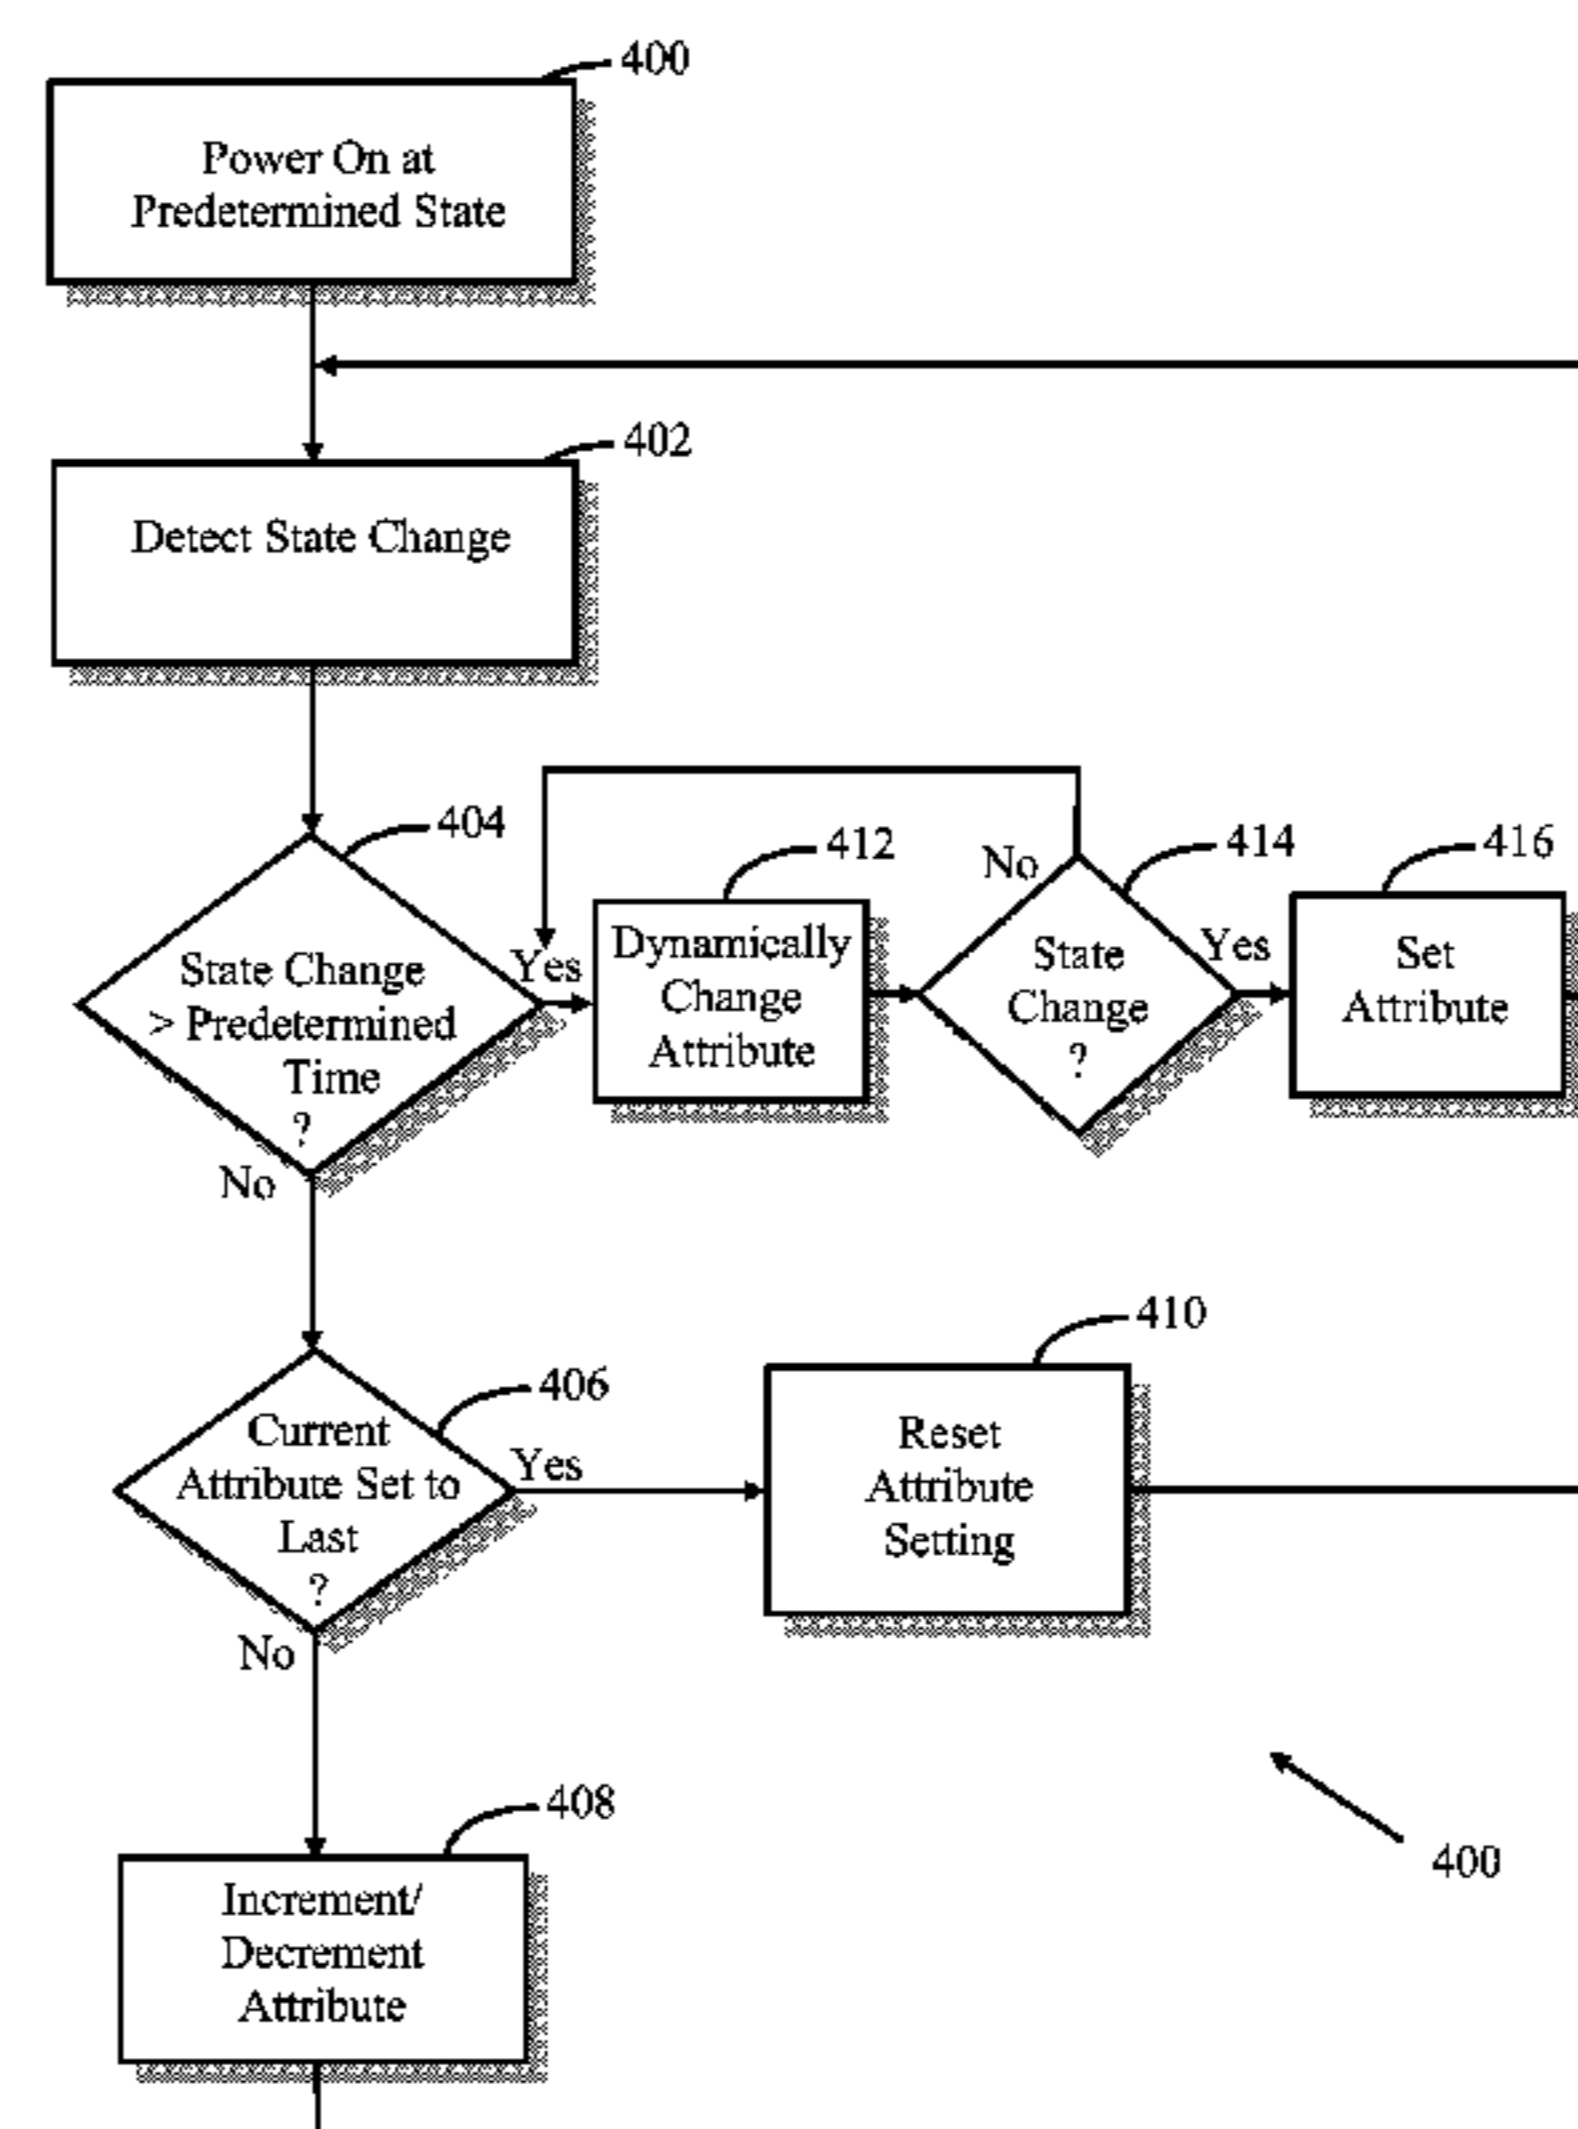 400
Power On at
Predetermined State
402
Detect State Change
404
State Change
> Predetermined
Time
?
Yes
No
412
Dynamically
Change
Attribute
414
No
State
Change
?
Yes
416
Set
Attribute
406
Current
Attribute Set to
Last
?
Yes
No
410
Reset
Attribute
Setting
408
Increment/
Decrement
Attribute
400